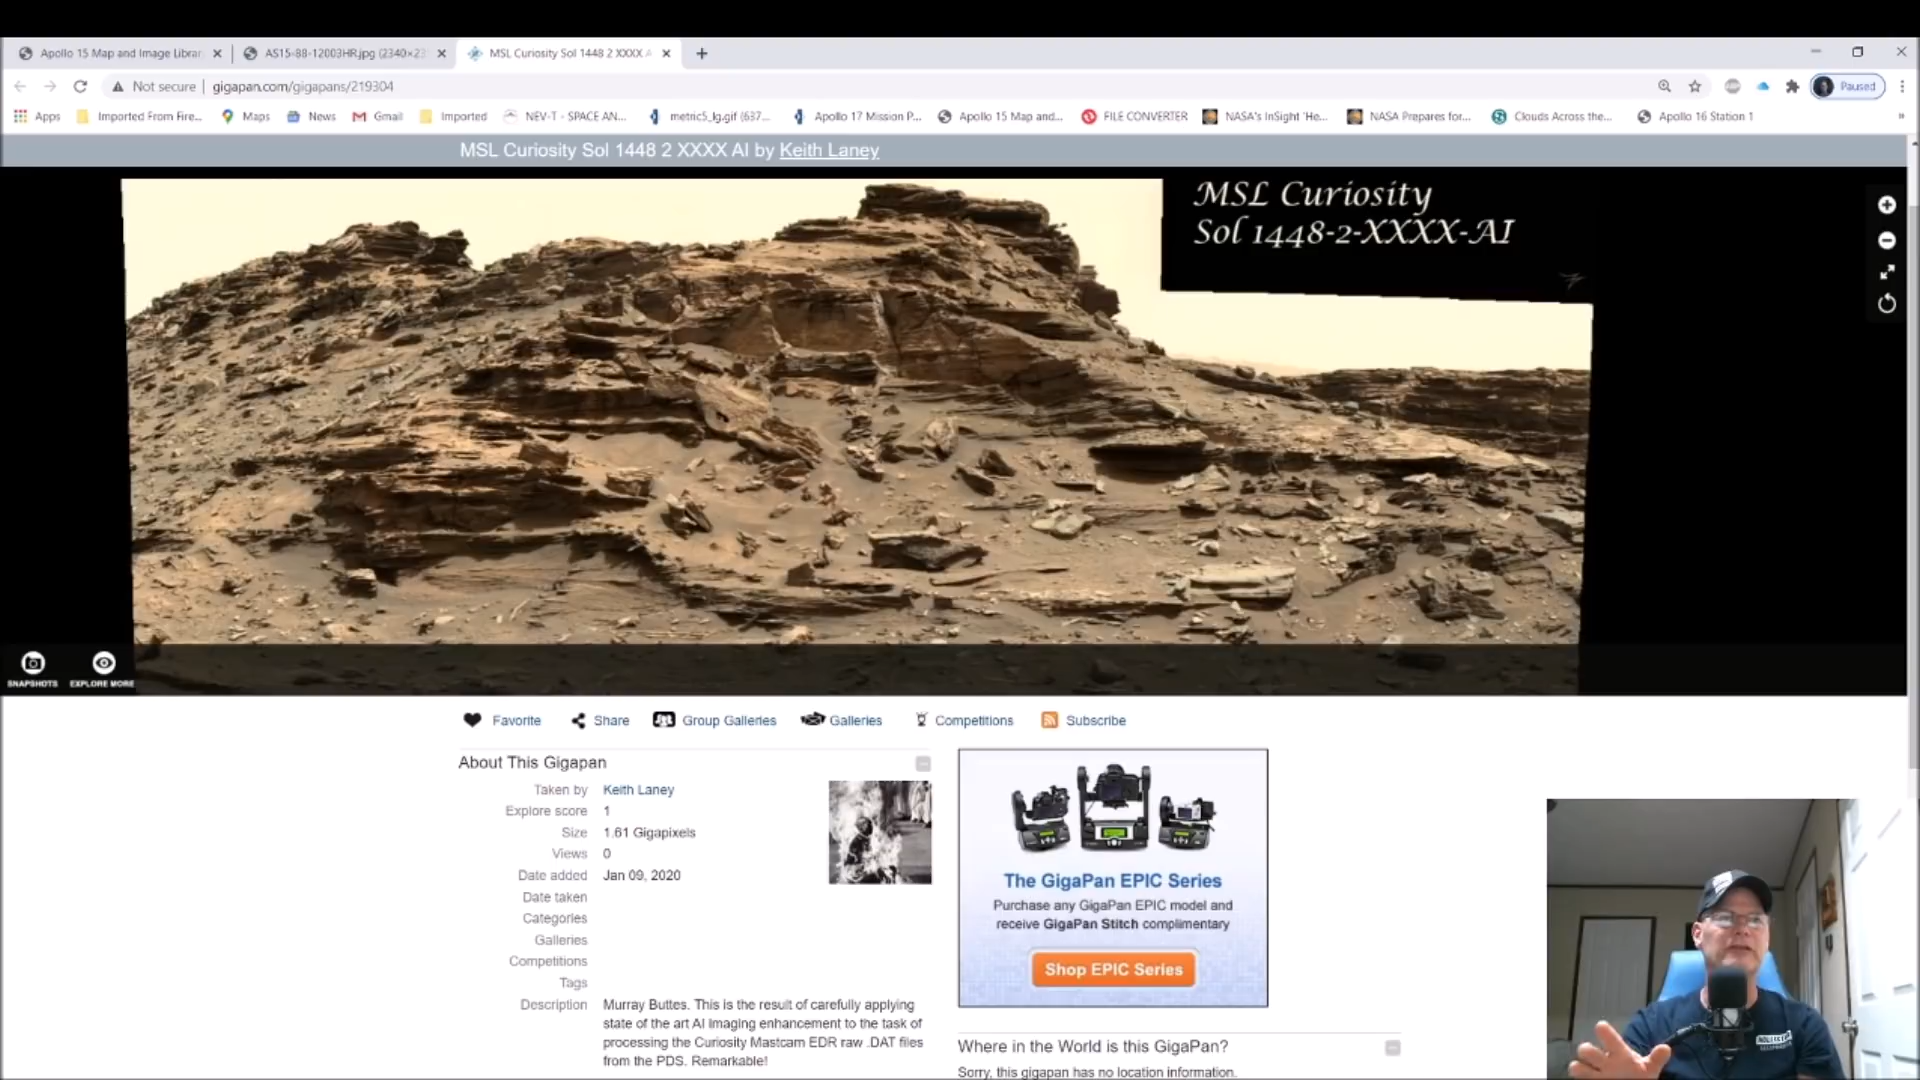 Apollo 15 Map and Image Librar
AS15-88-12003HR.jpg (2340×23
MSL Curiosity Sol 1448 2 XXXX A
Not secure
gigapan.com/gigapans/219304
Paused
Apps
Imported From Fire...
Maps
News
Gmail
Imported
NEV-T - SPACE AN...
metric5_lg.gif (637...
Apollo 17 Mission P...
Apollo 15 Map and...
FILE CONVERTER
NASA's InSight 'He...
NASA Prepares for...
Clouds Across the...
Apollo 16 Station 1
MSL Curiosity Sol 1448 2 XXXX AI by Keith Laney
MSL Curiosity
Sol 1448-2-XXXX-AI
SNAPSHOTS
EXPLORE MORE
Favorite
Share
Group Galleries
Galleries
Competitions
Subscribe
About This Gigapan
Taken by Keith Laney
Explore score 1
Size 1.61 Gigapixels
Views 0
Date added Jan 09, 2020
Date taken
Categories
Galleries
Competitions
Tags
Description Murray Buttes. This is the result of carefully applying
state of the art AI Imaging enhancement to the task of
processing the Curiosity Mastcam EDR raw .DAT files
from the PDS. Remarkable!
The GigaPan EPIC Series
Purchase any GigaPan EPIC model and
receive GigaPan Stitch complimentary
Shop EPIC Series
Where in the World is this GigaPan?
Sorry, this gigapan has no location information.